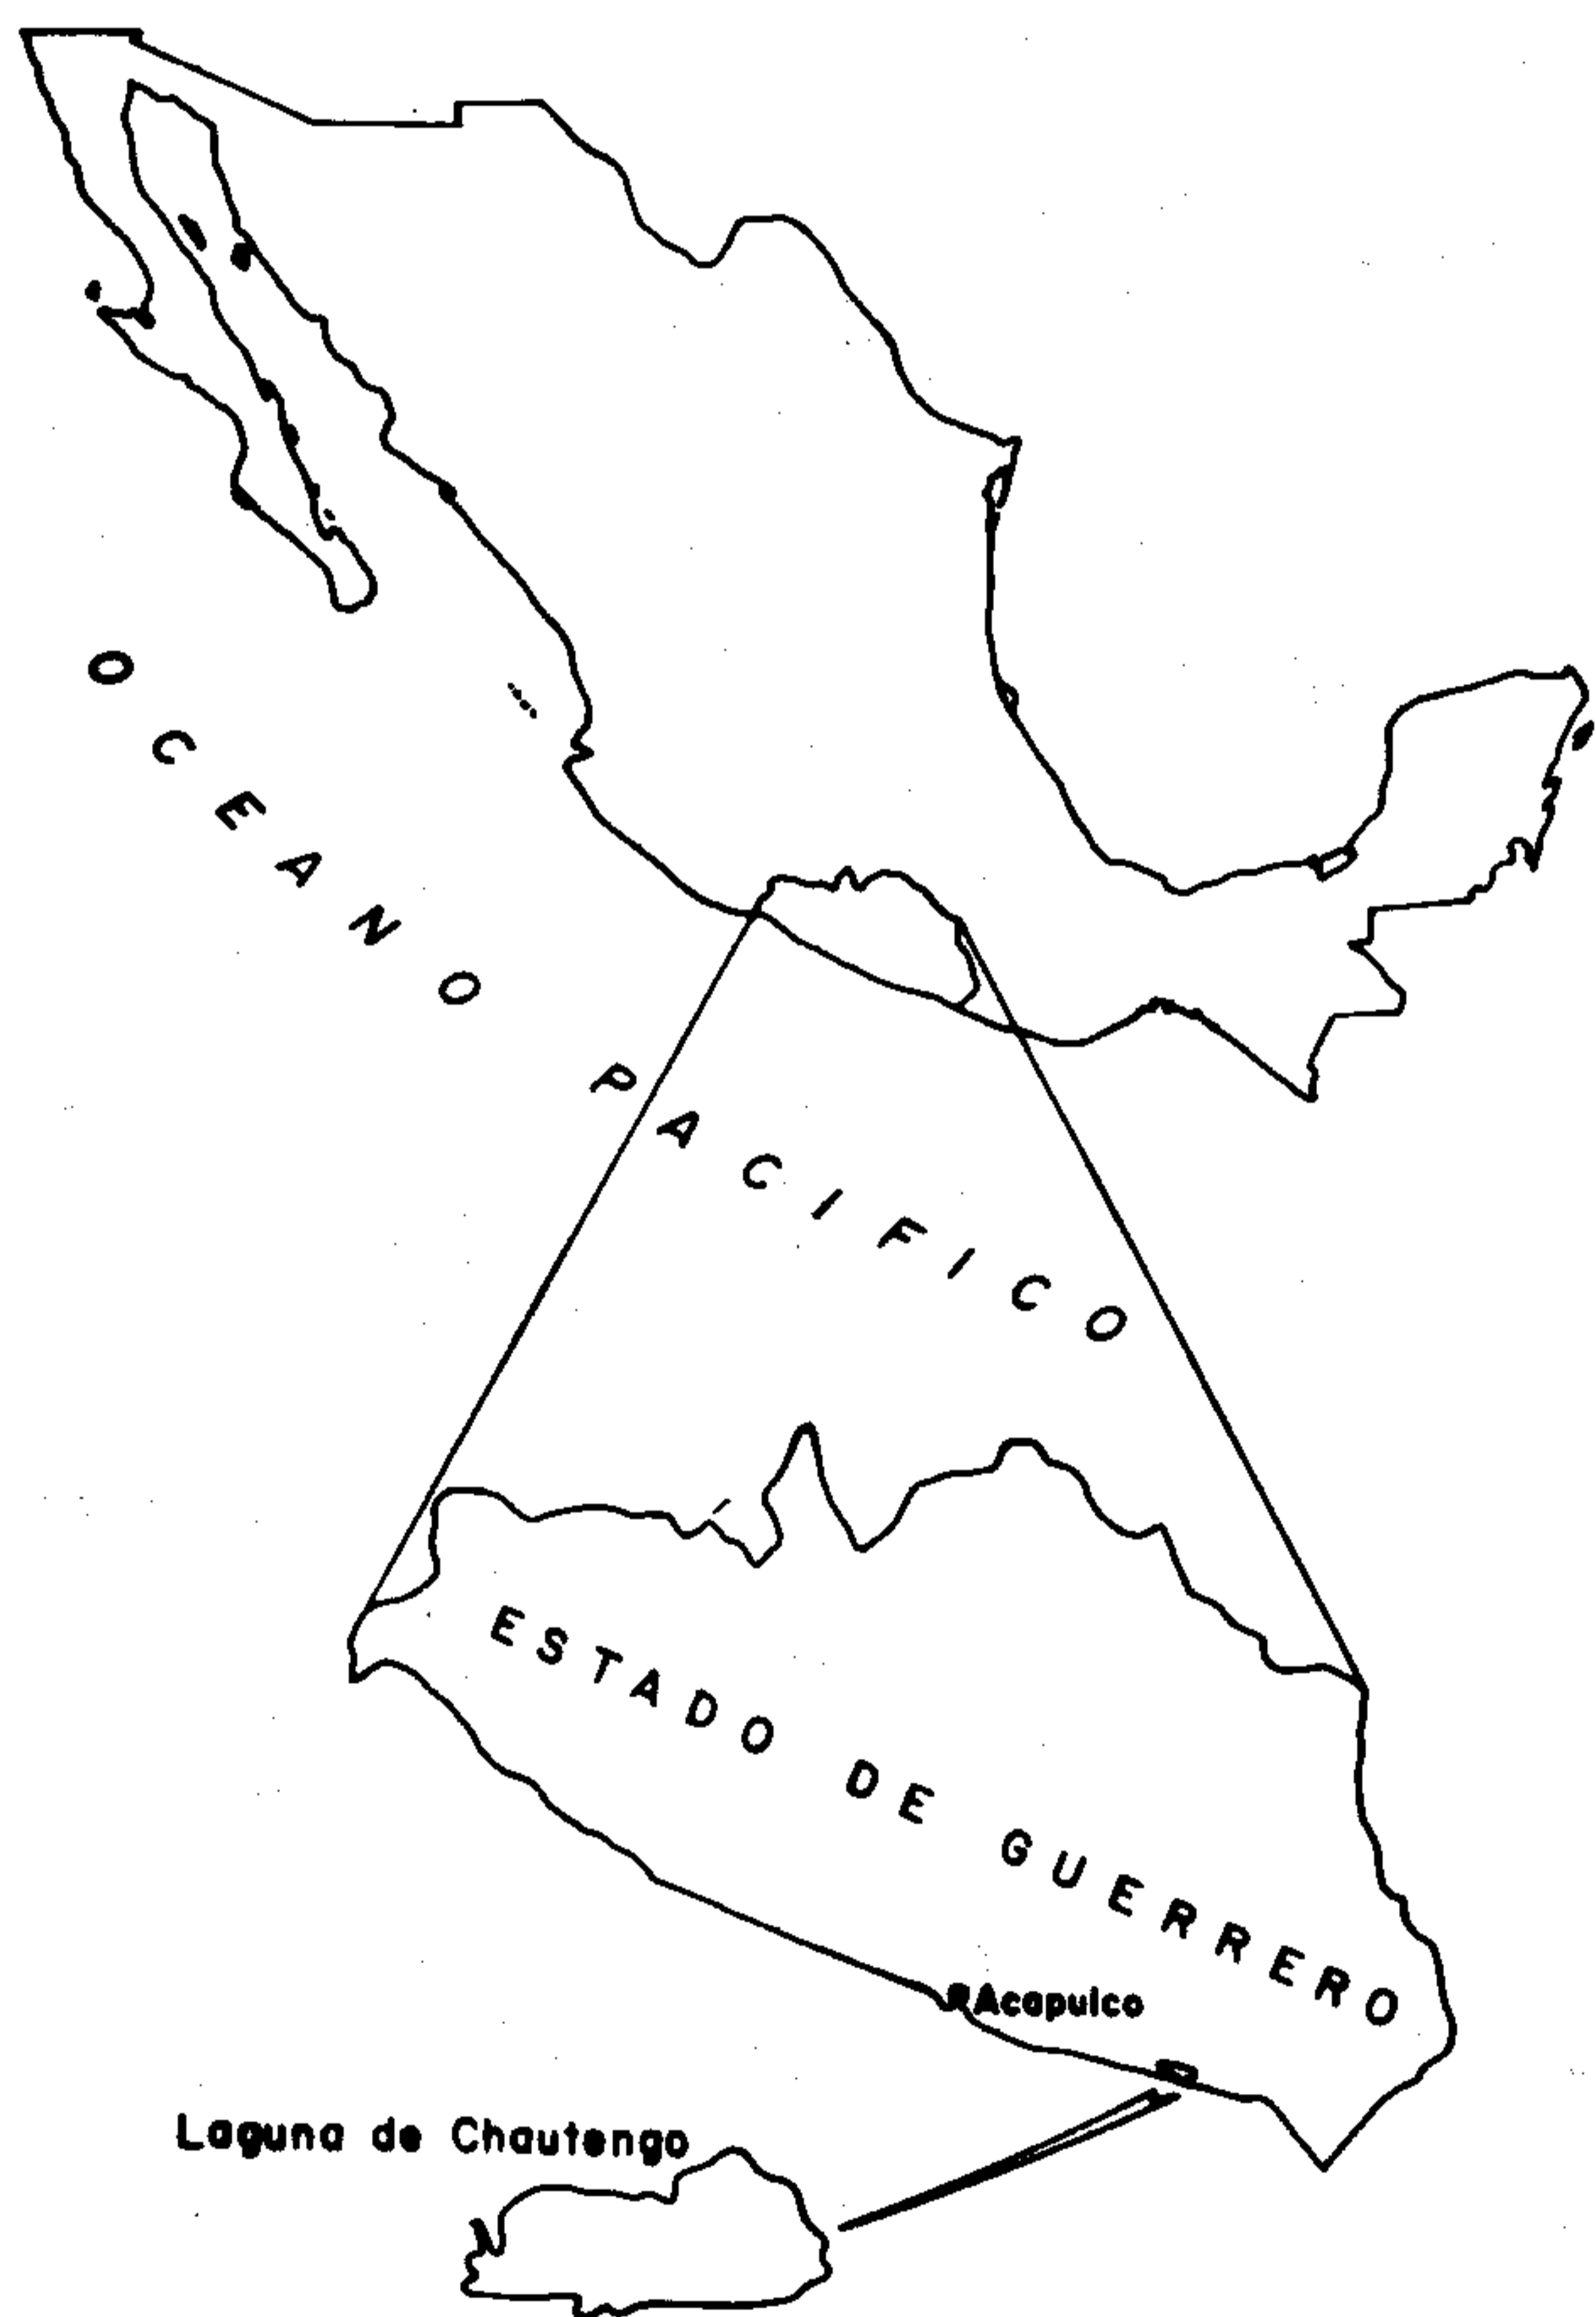 OCEANO PACIFICO
ESTADO DE GUERRERO
Acapulco
Laguna de Chautengo